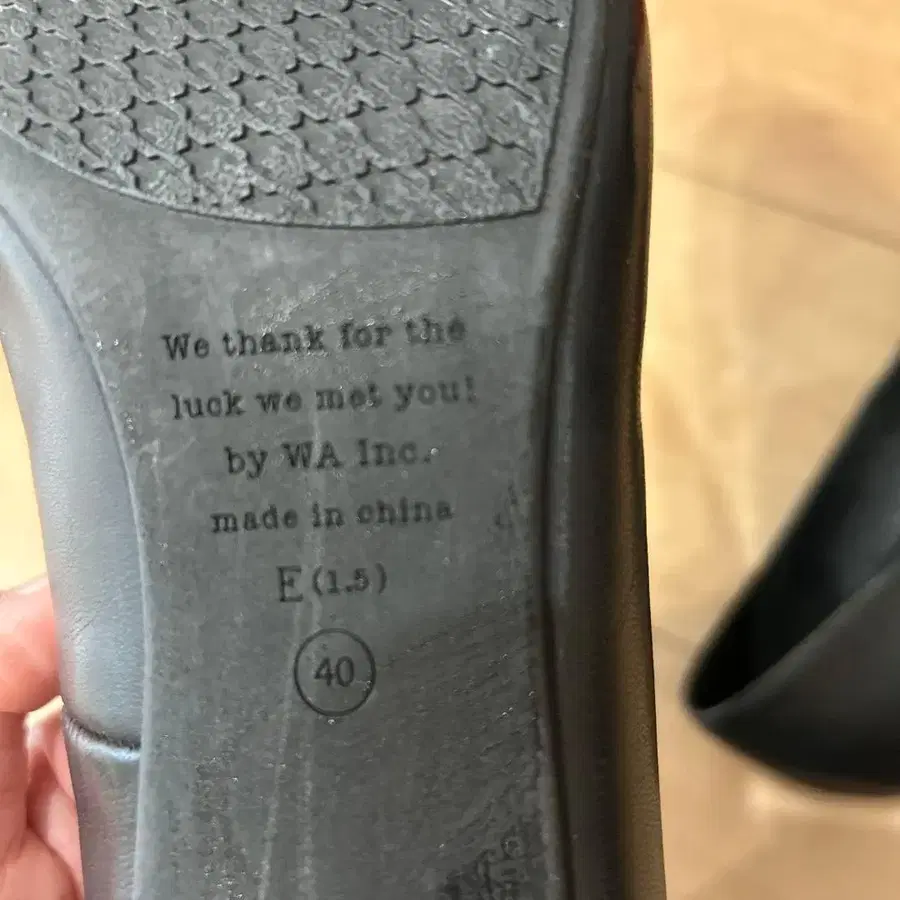 We thank for the
luck we met you!
by WA Inc.
made in china
E (1.5)
40